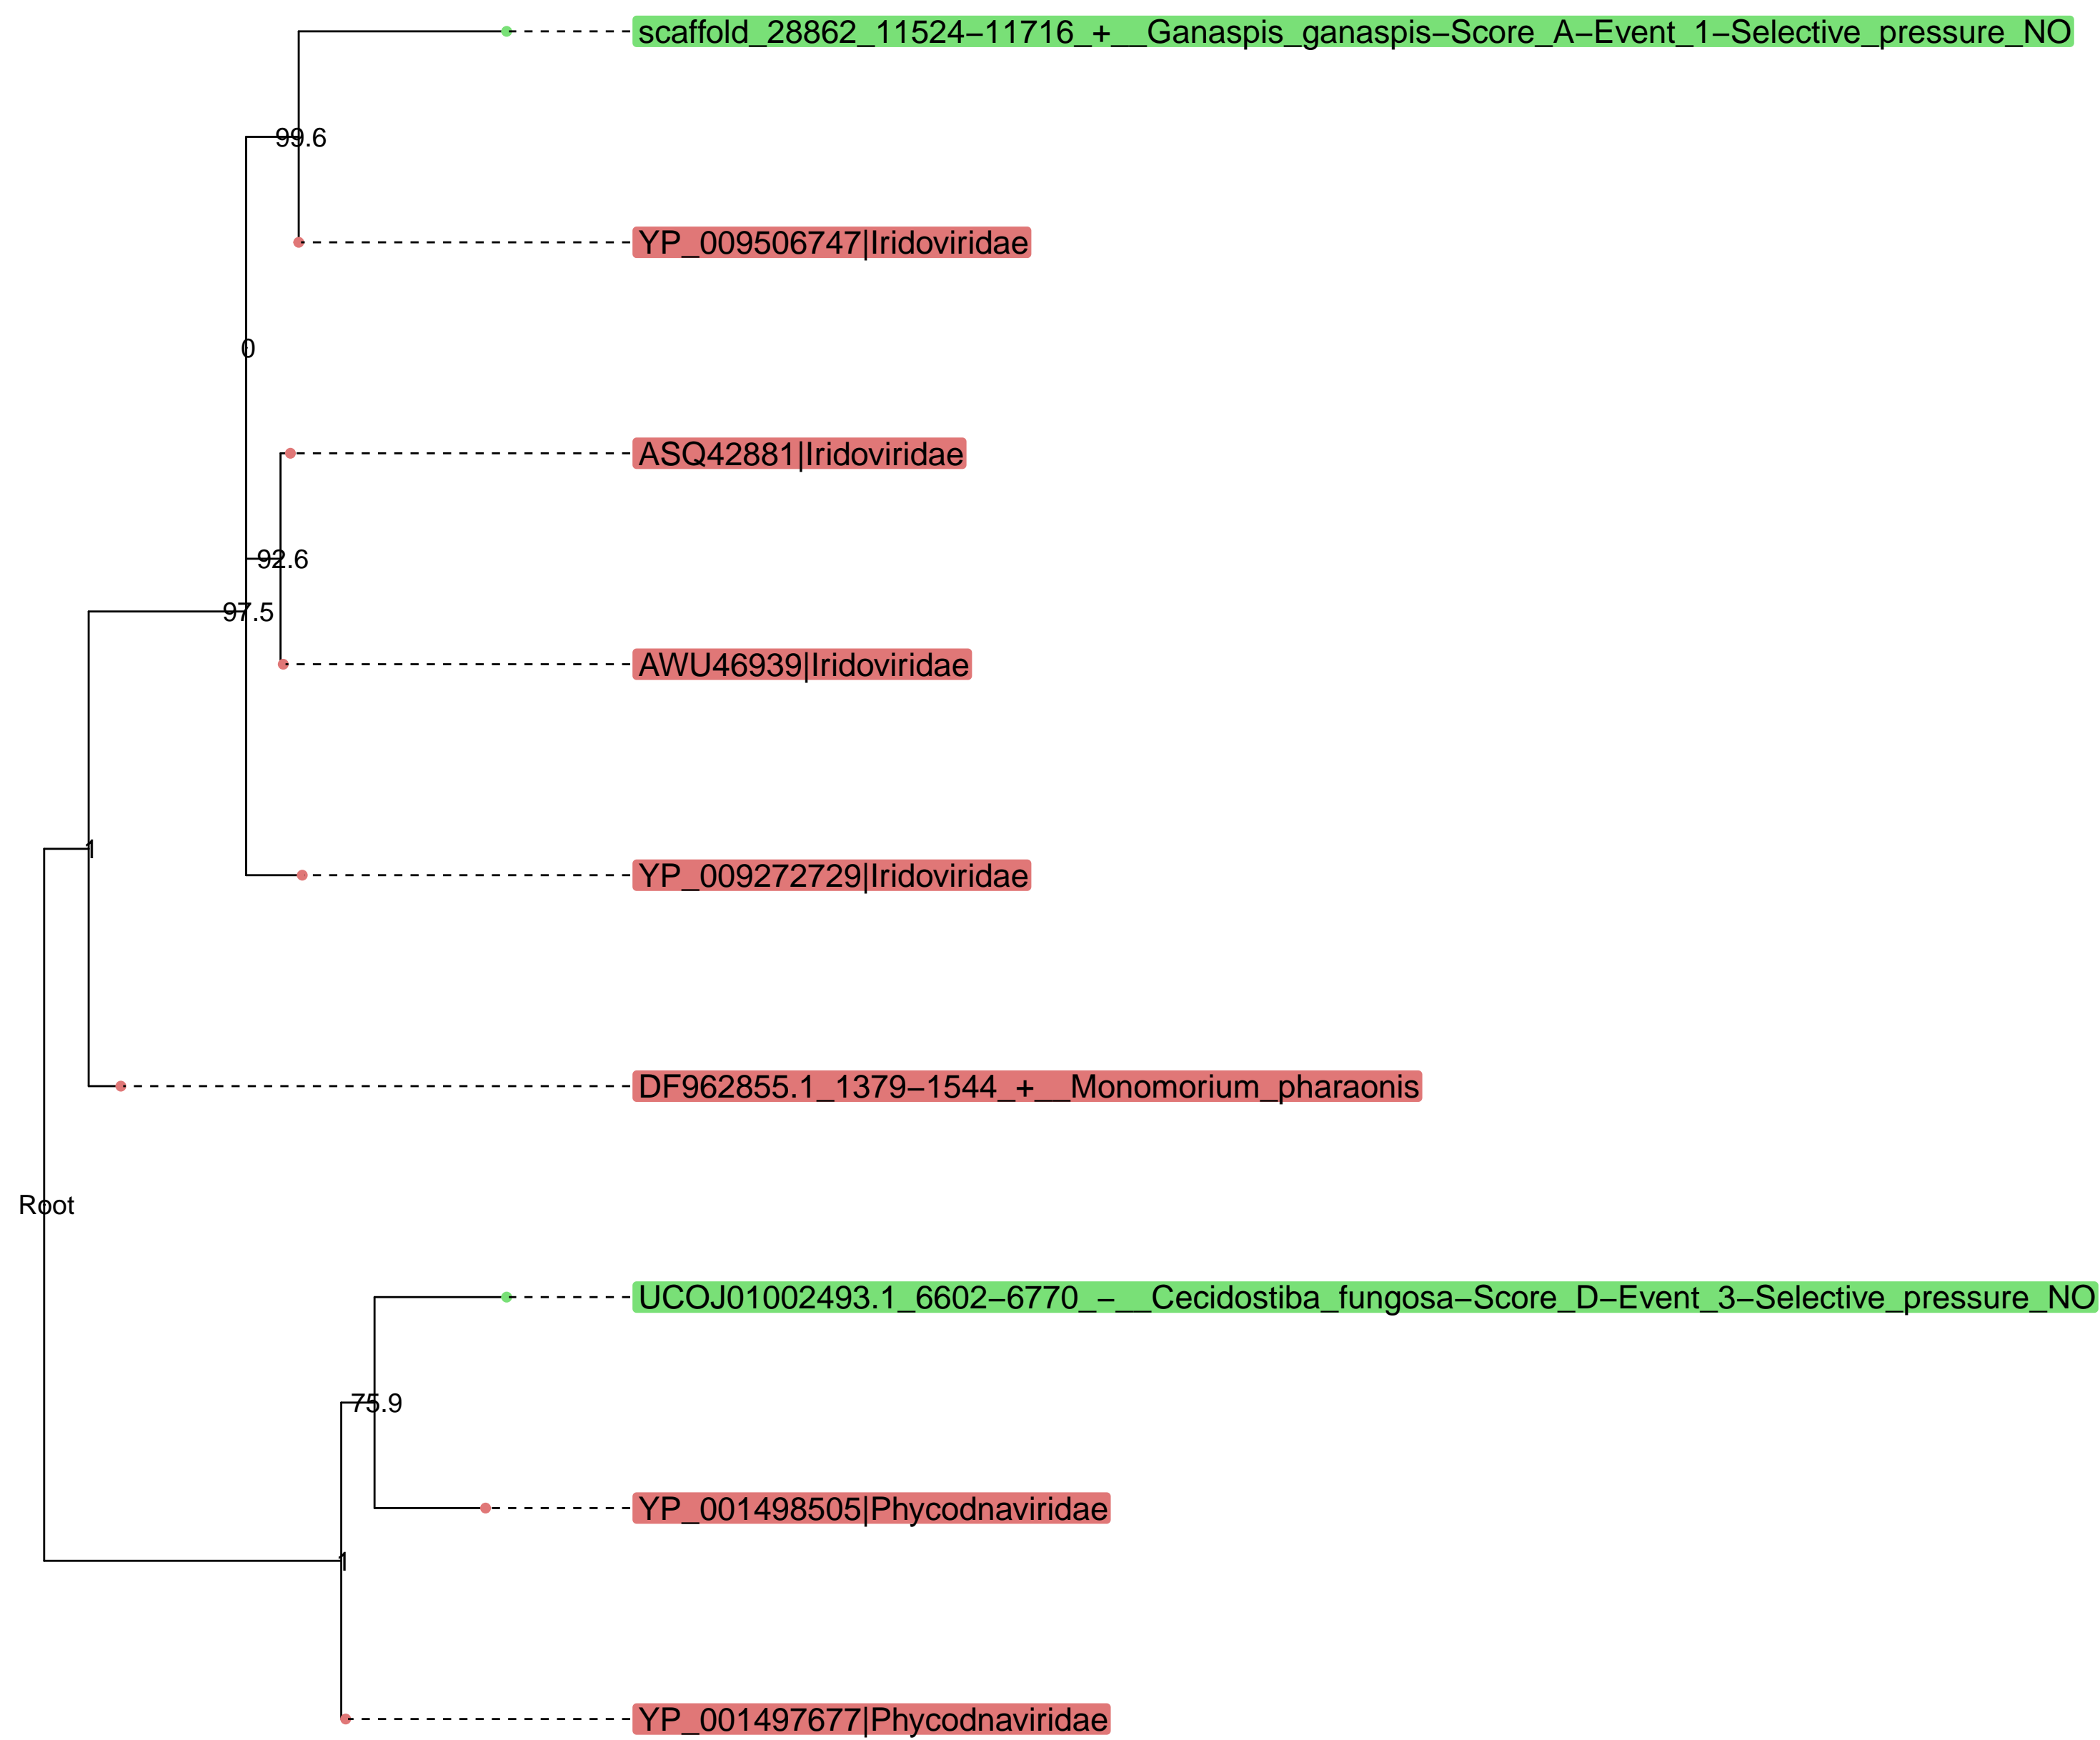 scaffold_28862_11524−11716_+__Ganaspis_ganaspis−Score_A−Event_1−Selective_pressure_NO
99.6
YP_009506747|Iridoviridae
0
ASQ42881|Iridoviridae
92.6
97.5
AWU46939|Iridoviridae
1
YP_009272729|Iridoviridae
DF962855.1_1379−1544_+__Monomorium_pharaonis
Root
UCOJ01002493.1_6602−6770_−__Cecidostiba_fungosa−Score_D−Event_3−Selective_pressure_NO
75.9
YP_001498505|Phycodnaviridae
1
YP_001497677|Phycodnaviridae